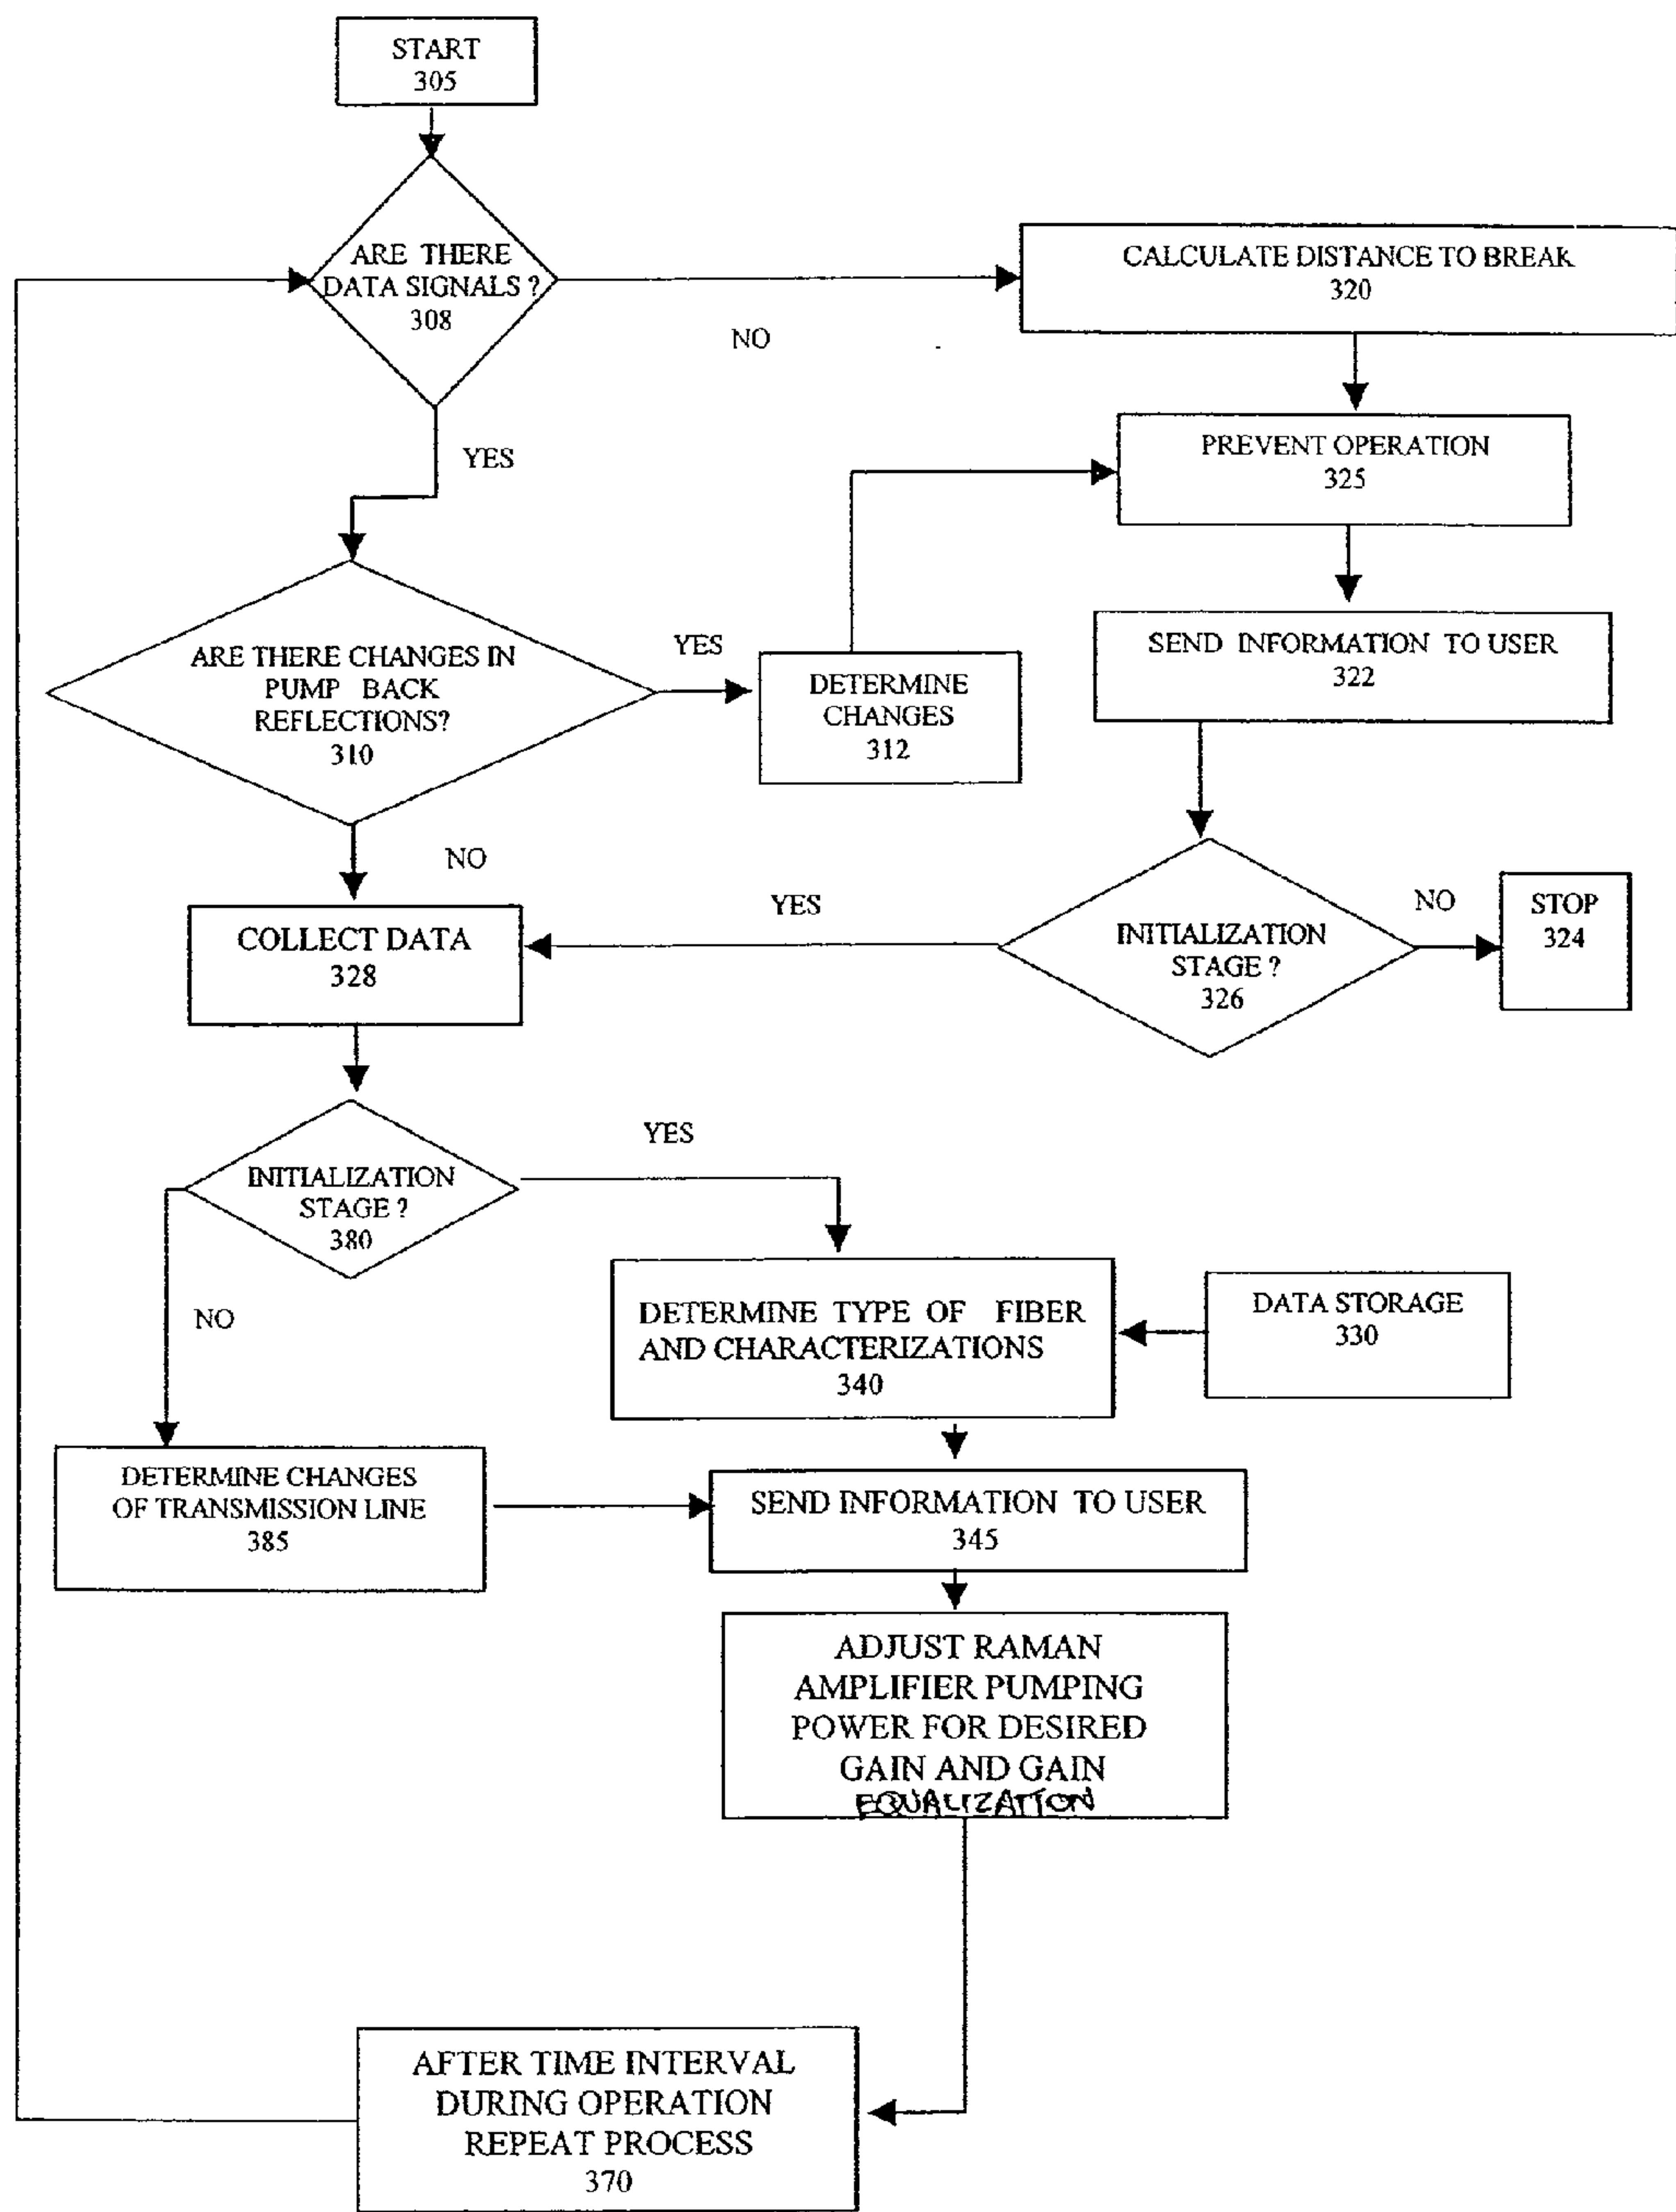 START
305
ARE THERE
DATA SIGNALS ?
308
NO
CALCULATE DISTANCE TO BREAK
320
YES
PREVENT OPERATION
325
ARE THERE CHANGES IN
PUMP BACK
REFLECTIONS?
310
YES
DETERMINE
CHANGES
312
SEND INFORMATION TO USER
322
NO
COLLECT DATA
328
YES
INITIALIZATION
STAGE ?
326
NO
STOP
324
INITIALIZATION
STAGE ?
380
YES
NO
DETERMINE TYPE OF FIBER
AND CHARACTERIZATIONS
340
DATA STORAGE
330
DETERMINE CHANGES
OF TRANSMISSION LINE
385
SEND INFORMATION TO USER
345
ADJUST RAMAN
AMPLIFIER PUMPING
POWER FOR DESIRED
GAIN AND GAIN
EQUALIZATION
AFTER TIME INTERVAL
DURING OPERATION
REPEAT PROCESS
370